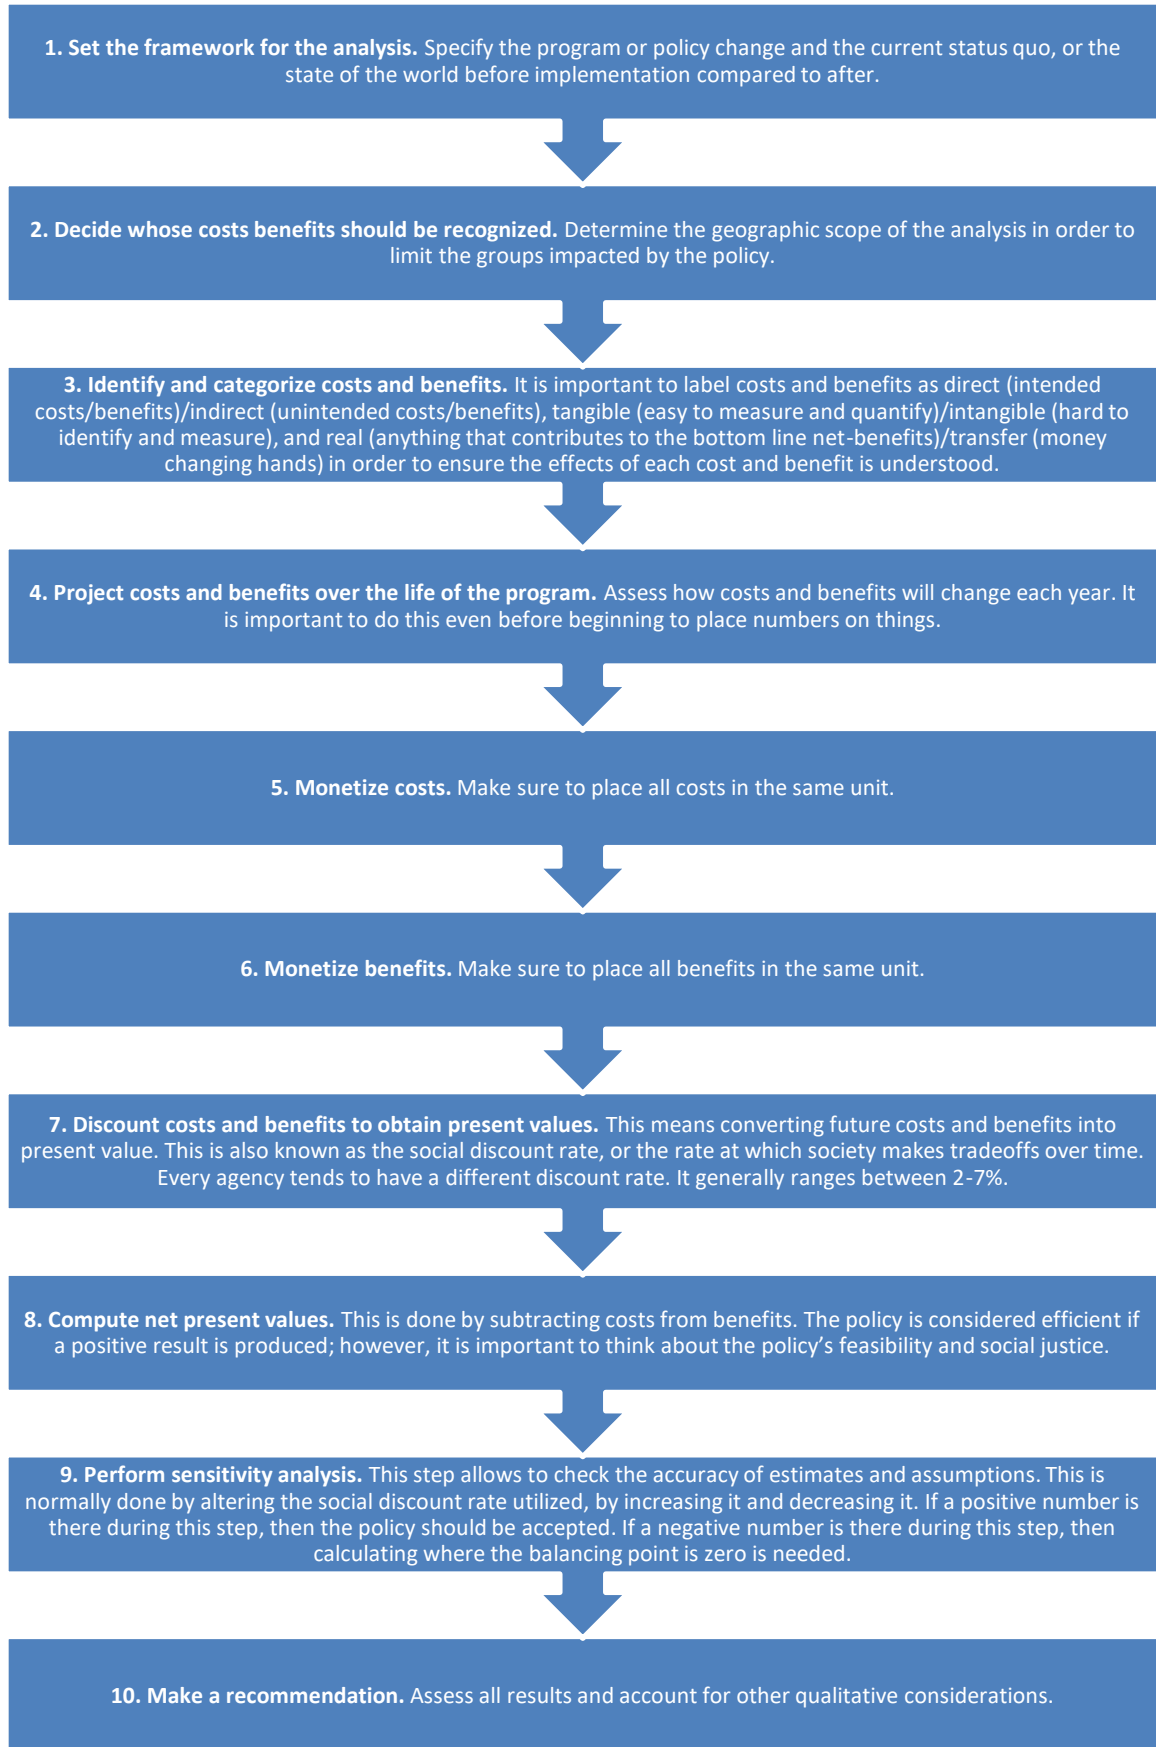 1. Set the framework for the analysis. Specify the program or policy change and the current status quo, or the
state of the world before implementation compared to after.
2. Decide whose costs benefits should be recognized. Determine the geographic scope of the analysis in order to
limit the groups impacted by the policy.
3. Identify and categorize costs and benefits. It is important to label costs and benefits as direct (intended
costs/benefits)/indirect (unintended costs/benefits), tangible (easy to measure and quantify)/intangible (hard to
identify and measure), and real (anything that contributes to the bottom line net-benefits)/transfer (money
changing hands) in order to ensure the effects of each cost and benefit is understood.
4. Project costs and benefits over the life of the program. Assess how costs and benefits will change each year. It
is important to do this even before beginning to place numbers on things.
5. Monetize costs. Make sure to place all costs in the same unit.
6. Monetize benefits. Make sure to place all benefits in the same unit.
7. Discount costs and benefits to obtain present values. This means converting future costs and benefits into
present value. This is also known as the social discount rate, or the rate at which society makes tradeoffs over time.
Every agency tends to have a different discount rate. It generally ranges between 2-7%.
8. Compute net present values. This is done by subtracting costs from benefits. The policy is considered efficient if
a positive result is produced; however, it is important to think about the policy’s feasibility and social justice.
9. Perform sensitivity analysis. This step allows to check the accuracy of estimates and assumptions. This is
normally done by altering the social discount rate utilized, by increasing it and decreasing it. If a positive number is
there during this step, then the policy should be accepted. If a negative number is there during this step, then
calculating where the balancing point is zero is needed.
10. Make a recommendation. Assess all results and account for other qualitative considerations.